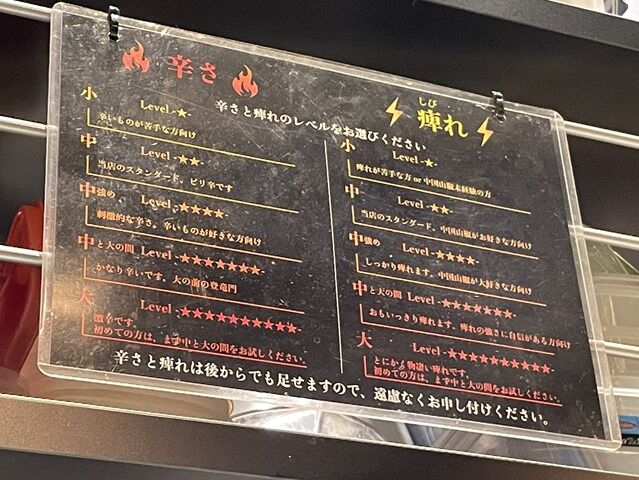 辛さ
しび
痺れ
辛さと痺れのレベルをお選びください
小
Level -★-
辛いものが苦手な方向け
中
Level -★★-
当店のスタンダード、ピリ辛です
中強め
Level -★★★★-
刺激的な辛さ。辛いものが好きな方向け
中と大の間 Level -★★★★★★★-
かなり辛いです。大の前の登竜門
大
Level -★★★★★★★★★★-
激辛です。
初めての方は、まず中と大の間をお試しください。
小
Level -★-
痺れが苦手な方 or 中国山椒未経験の方
中
Level -★★-
当店のスタンダード、中国山椒がお好きな方向け
中強め
Level -★★★★-
しっかり痺れます。中国山椒が大好きな方向け
中と大の間 Level -★★★★★★★-
おもいっきり痺れます。痺れの強さに自信がある方向け
大
Level -★★★★★★★★★★-
とにかく物凄い痺れです。
初めての方は、まず中と大の間をお試しください。
辛さと痺れは後からでも足せますので、遠慮なくお申し付けください。